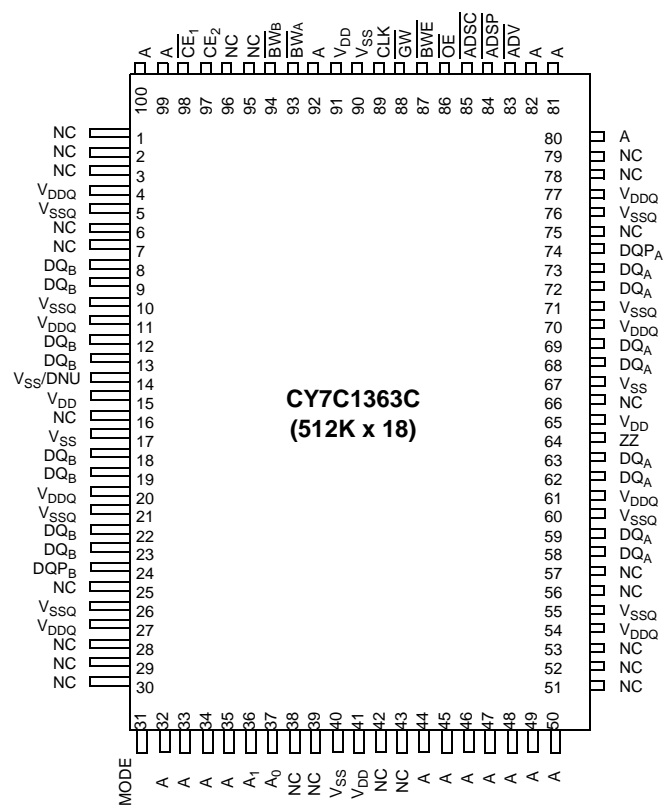 A A CE1 CE2 NC NC BWB BWA A VDD VSS CLK GW BWE OE ADSC ADSP ADV A A
100 99 98 97 96 95 94 93 92 91 90 89 88 87 86 85 84 83 82 81
NC 1
NC 2
NC 3
VDDQ 4
VSSQ 5
NC 6
NC 7
DQB 8
DQB 9
VSSQ 10
VDDQ 11
DQB 12
DQB 13
VSS/DNU 14
VDD 15
NC 16
VSS 17
DQB 18
DQB 19
VDDQ 20
VSSQ 21
DQB 22
DQB 23
DQPB 24
NC 25
VSSQ 26
VDDQ 27
NC 28
NC 29
NC 30
CY7C1363C
(512K x 18)
80 A
79 NC
78 NC
77 VDDQ
76 VSSQ
75 NC
74 DQPA
73 DQA
72 DQA
71 VSSQ
70 VDDQ
69 DQA
68 DQA
67 VSS
66 NC
65 VDD
64 ZZ
63 DQA
62 DQA
61 VDDQ
60 VSSQ
59 DQA
58 DQA
57 NC
56 NC
55 VSSQ
54 VDDQ
53 NC
52 NC
51 NC
31 32 33 34 35 36 37 38 39 40 41 42 43 44 45 46 47 48 49 50
MODE A A A A A1 A0 NC NC VSS VDD NC NC A A A A A A A